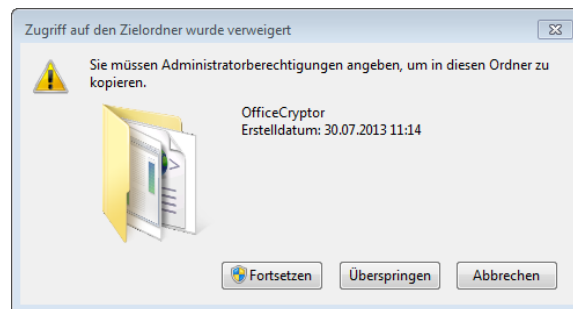 Zugriff auf den Zielordner wurde verweigert
Sie müssen Administratorberechtigungen angeben, um in diesen Ordner zu
kopieren.
OfficeCryptor
Erstelldatum: 30.07.2013 11:14
Fortsetzen
Überspringen
Abbrechen